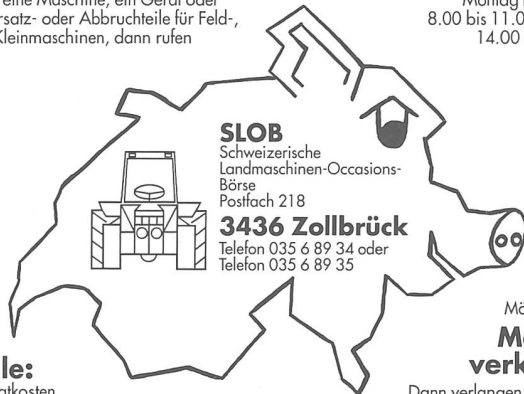 eine Maschine, ein Gerät oder
Ersatz- oder Abbruchteile für Feld-,
Kleinmaschinen, dann rufen
Montag
8.00 bis 11.0
14.00
SLOB
Schweizerische
Landmaschinen-Occasions-
Börse
Postfach 218
3436 Zollbrück
Telefon 035 6 89 34 oder
Telefon 035 6 89 35
le:
atkosten
verk
Dann verlangen